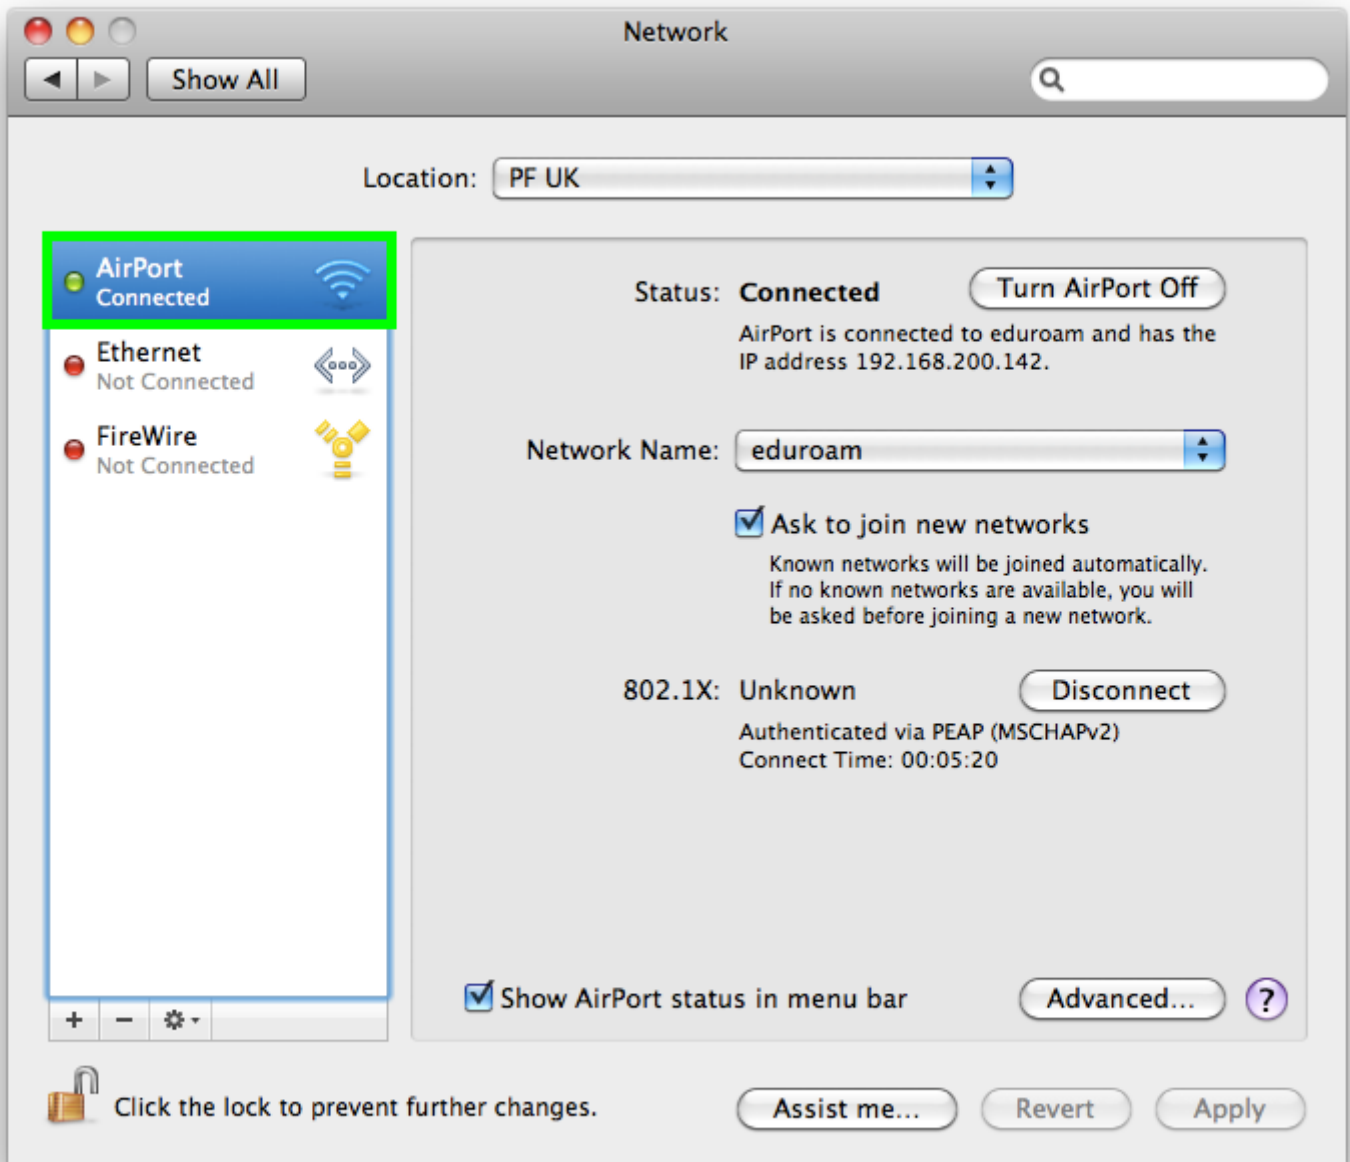 Network
Show All
Location: PF UK
AirPort
Connected
Ethernet
Not Connected
FireWire
Not Connected
Status: Connected
Turn AirPort Off
AirPort is connected to eduroam and has the
IP address 192.168.200.142.
Network Name: eduroam
Ask to join new networks
Known networks will be joined automatically.
If no known networks are available, you will
be asked before joining a new network.
802.1X: Unknown
Disconnect
Authenticated via PEAP (MSCHAPv2)
Connect Time: 00:05:20
Show AirPort status in menu bar
Advanced...
?
Click the lock to prevent further changes.
Assist me...
Revert
Apply